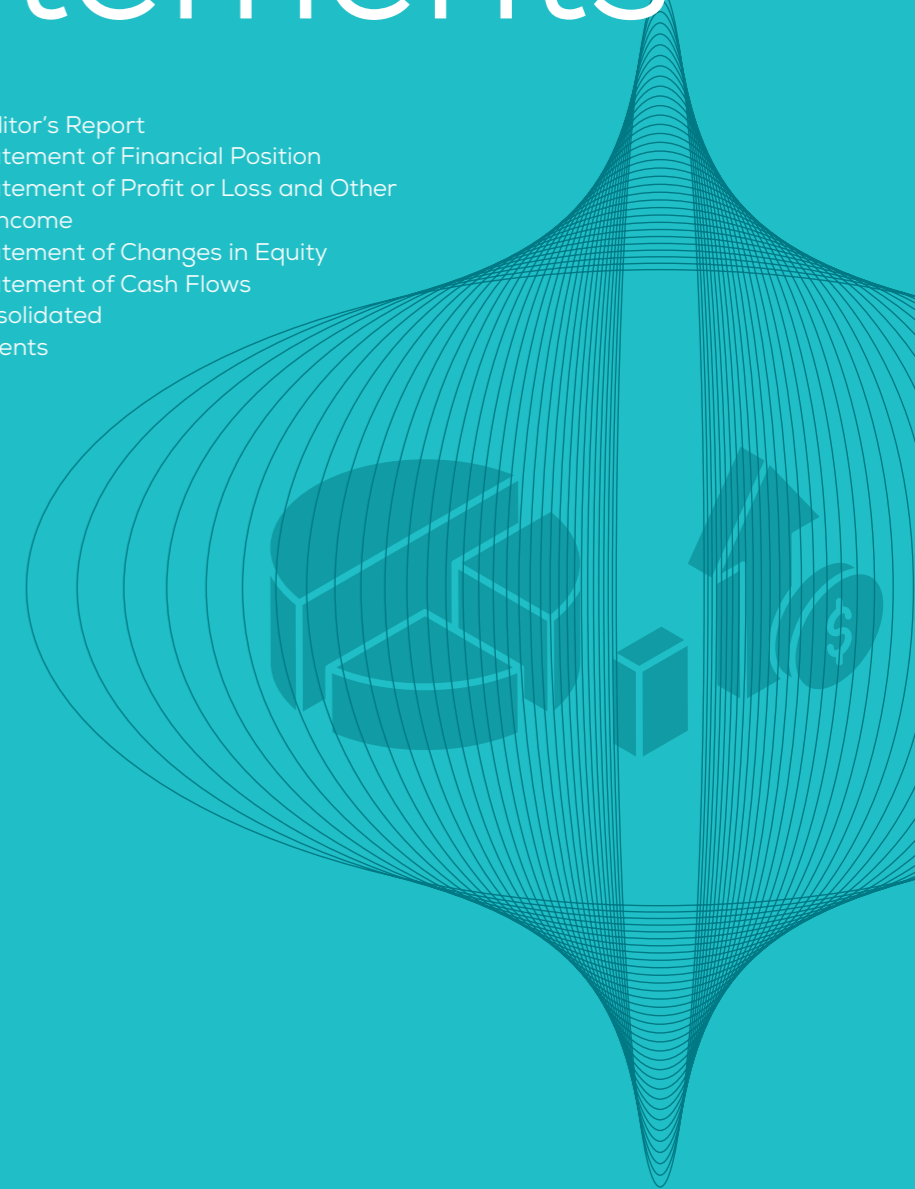 tements
ditor's Report
tement of Financial Position
tement of Profit or Loss and Other
ncome
tement of Changes in Equity
tement of Cash Flows
solidated
ents
$